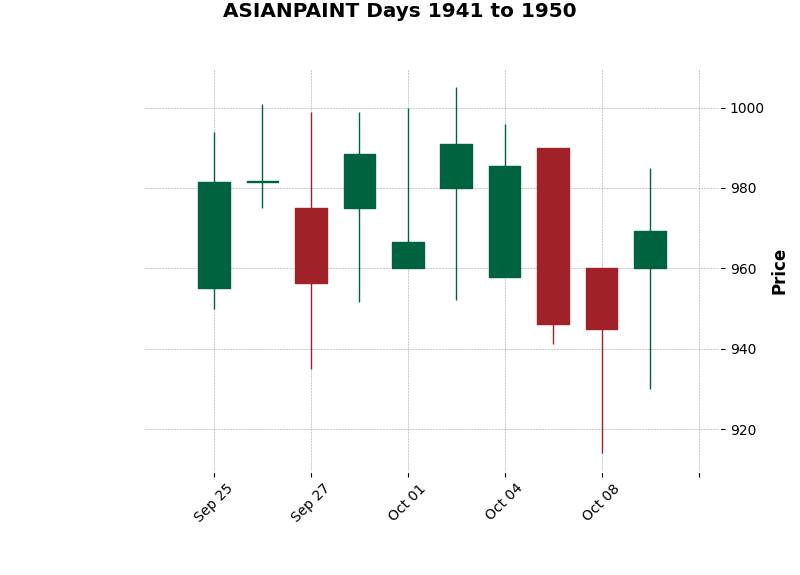 ASIANPAINT Days 1941 to 1950
1000
980
960
940
920
Price
Sep 25
Sep 27
Oct 01
Oct 04
Oct 08